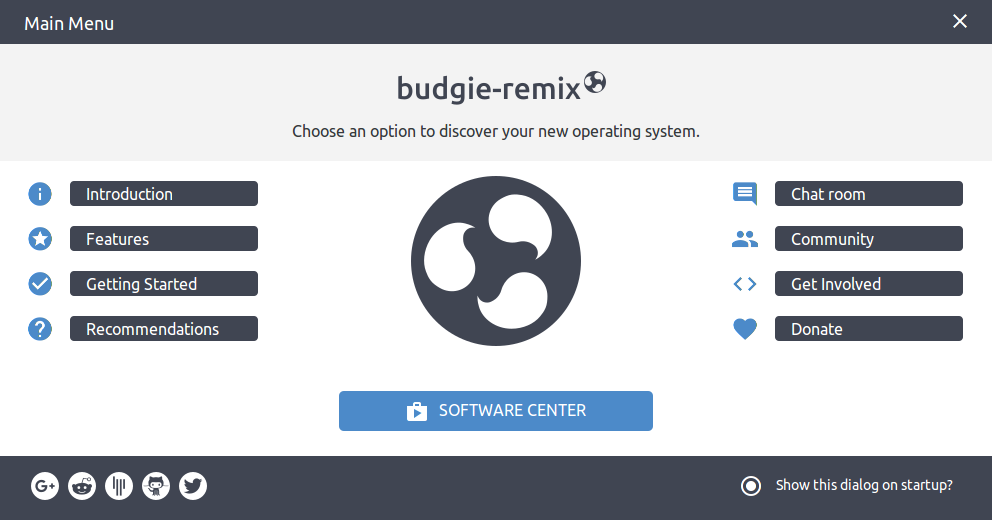 Main Menu
budgie-remix
Choose an option to discover your new operating system.
Introduction
Features
Getting Started
Recommendations
Chat room
Community
Get Involved
Donate
SOFTWARE CENTER
G+
Show this dialog on startup?